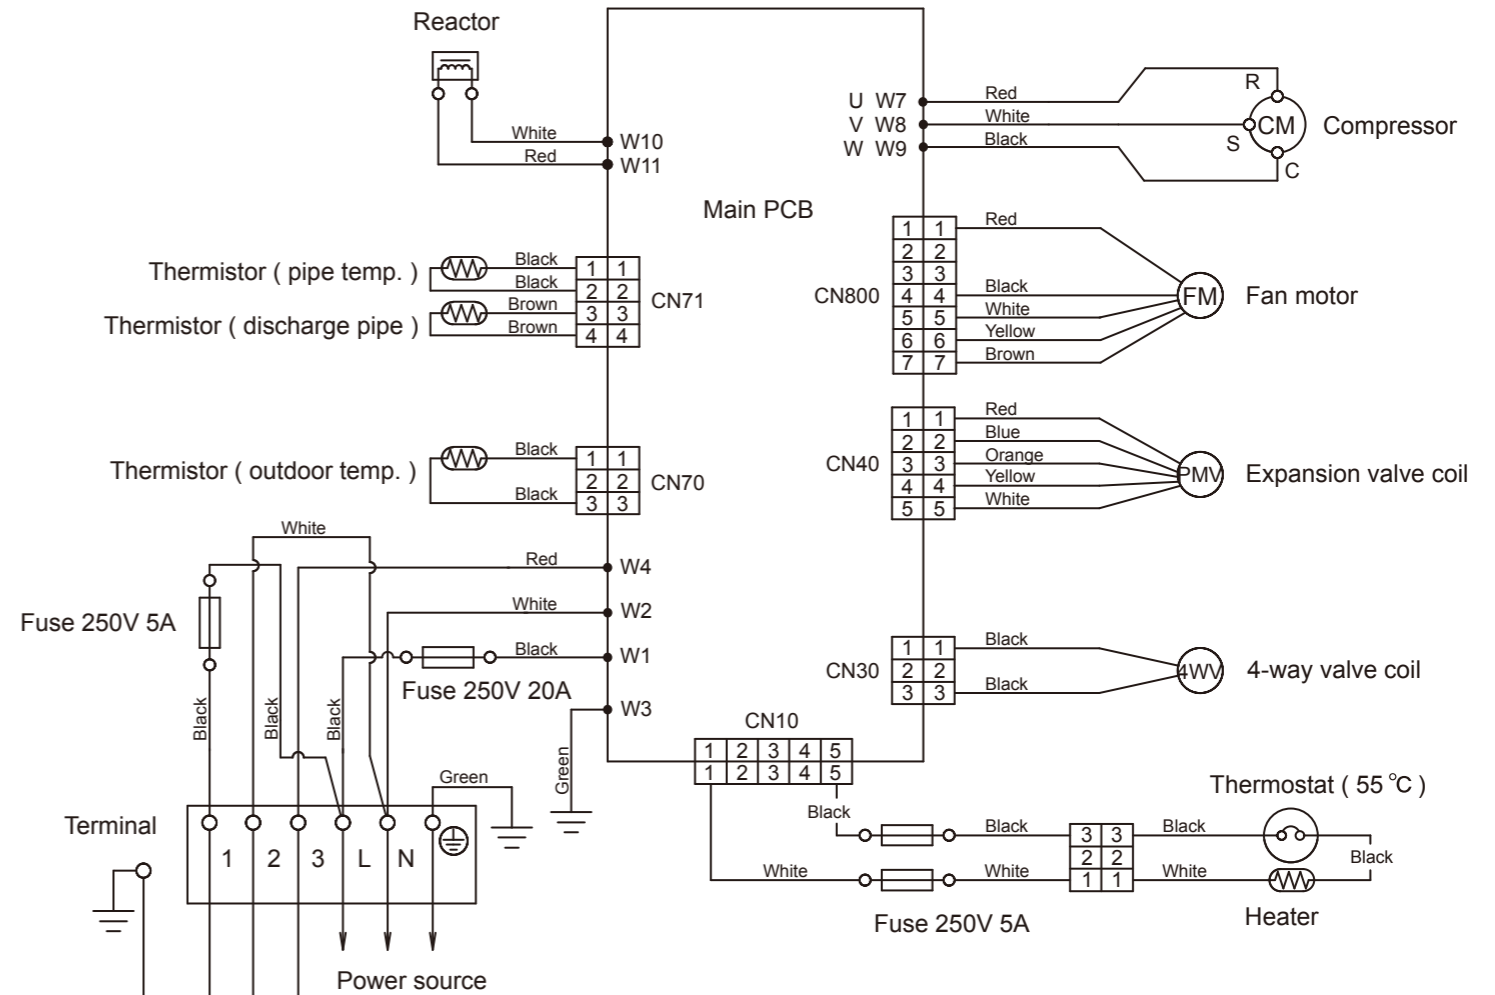 Reactor
White
W10
Red
W11
U W7
Red
V W8
White
W W9
Black
R
S
C
CM
Compressor
Main PCB
Thermistor ( pipe temp. )
Black
1 1
Black
2 2
Thermistor ( discharge pipe )
Brown
3 3
Brown
4 4
CN71
CN800
1 1
Red
2 2
3 3
4 4
Black
5 5
White
6 6
Yellow
7 7
Brown
FM
Fan motor
Thermistor ( outdoor temp. )
Black
1 1
2 2
Black
3 3
CN70
CN40
1 1
Red
2 2
Blue
3 3
Orange
4 4
Yellow
5 5
White
PMV
Expansion valve coil
White
Red
W4
White
W2
Fuse 250V 5A
Black
W1
Fuse 250V 20A
W3
Black
Black
Black
Green
Green
CN30
1 1
Black
2 2
3 3
Black
4WV
4-way valve coil
CN10
1 2 3 4 5
1 2 3 4 5
Black
White
Black
White
3 3
2 2
1 1
Black
White
Thermostat ( 55 °C )
Black
Heater
Fuse 250V 5A
Terminal
1 2 3 L N
Power source